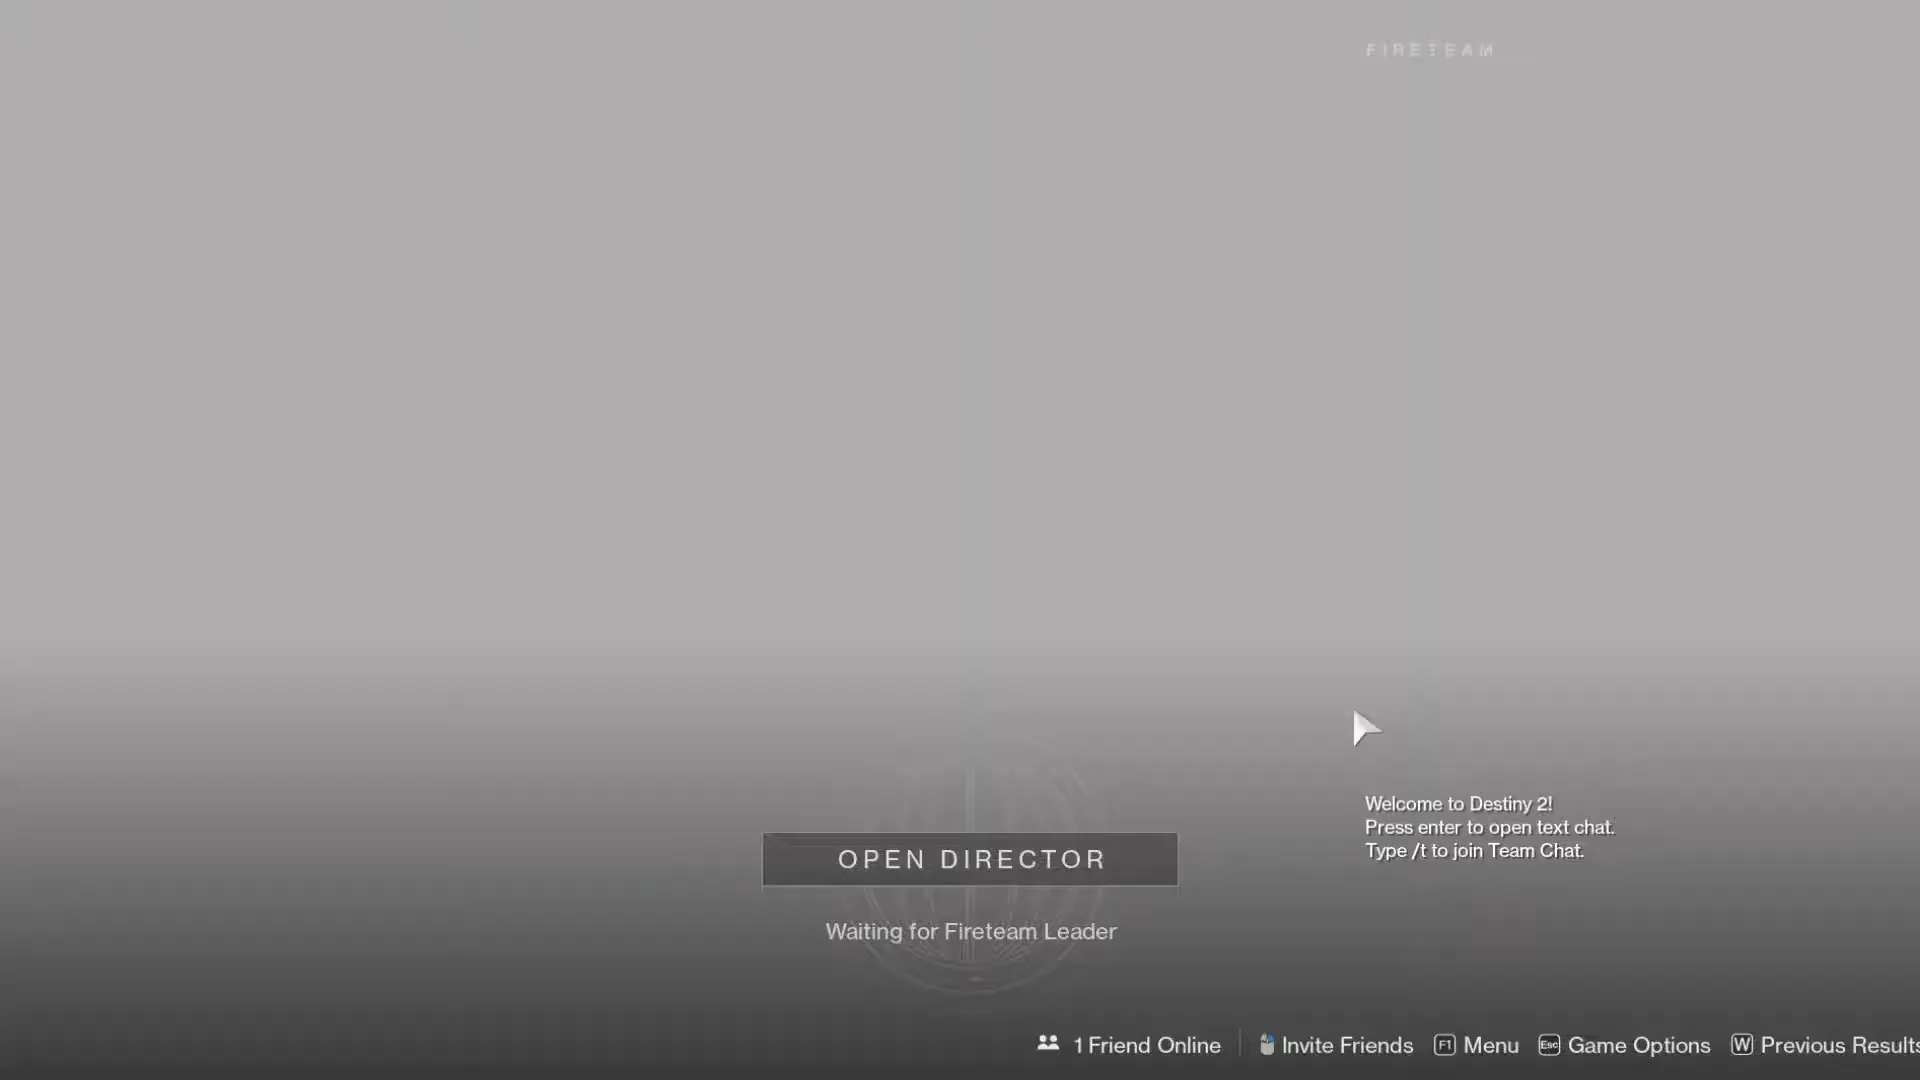 FIRETEAM
Welcome to Destiny 2!
Press enter to open text chat.
Type /t to join Team Chat.
OPEN DIRECTOR
Waiting for Fireteam Leader
1 Friend Online Invite Friends F1 Menu Esc Game Options W Previous Results